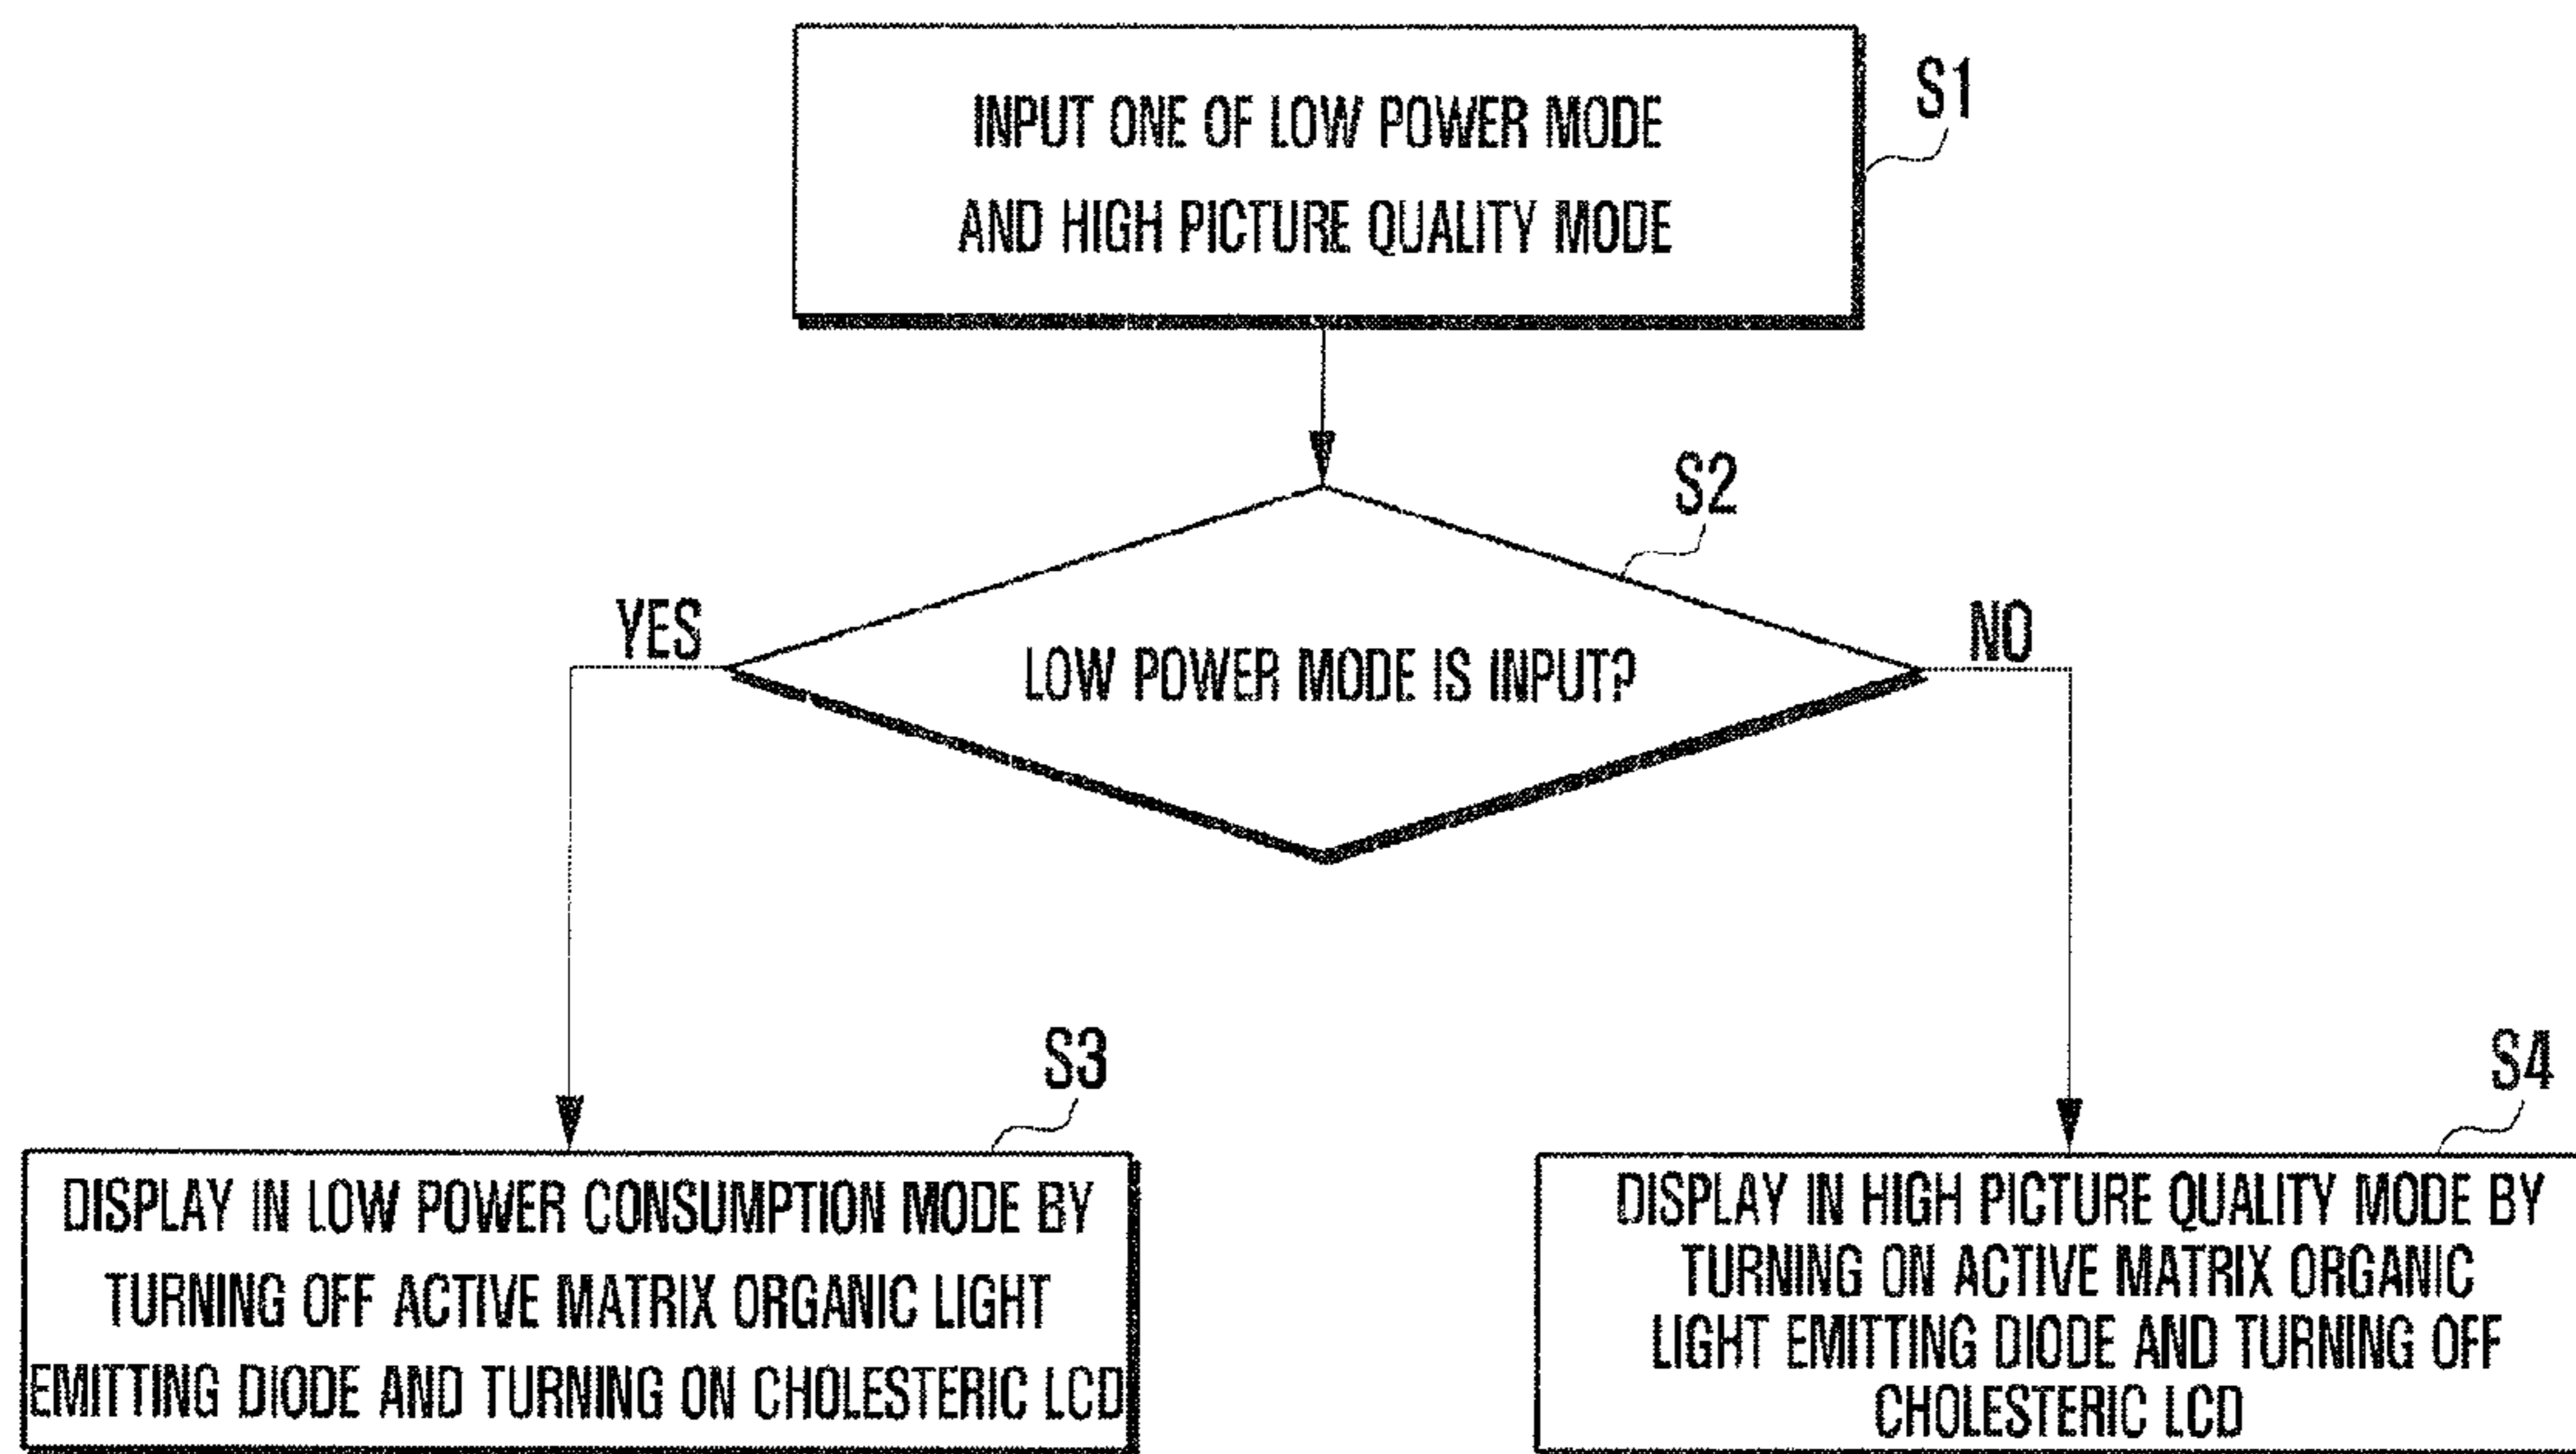 INPUT ONE OF LOW POWER MODE
AND HIGH PICTURE QUALITY MODE
S1
S2
YES
NO
LOW POWER MODE IS INPUT?
S3
S4
DISPLAY IN LOW POWER CONSUMPTION MODE BY
TURNING OFF ACTIVE MATRIX ORGANIC LIGHT
EMITTING DIODE AND TURNING ON CHOLESTERIC LCD
DISPLAY IN HIGH PICTURE QUALITY MODE BY
TURNING ON ACTIVE MATRIX ORGANIC
LIGHT EMITTING DIODE AND TURNING OFF
CHOLESTERIC LCD